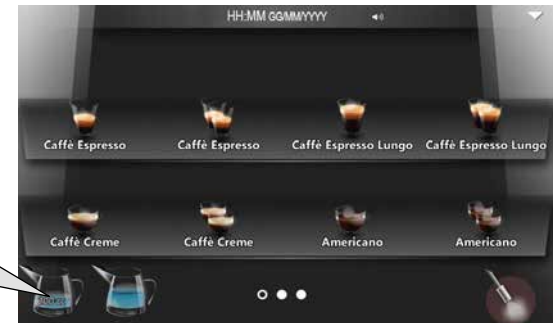 HH:MM GG/MM/YYYY
Caffè Espresso Caffè Espresso Caffè Espresso Lungo Caffè Espresso Lungo
Caffè Creme Caffè Creme Americano Americano